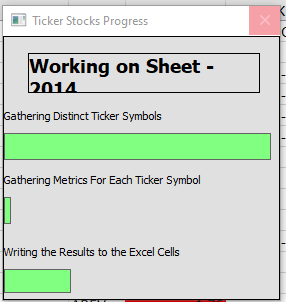 Ticker Stocks Progress
Working on Sheet -
2014
Gathering Distinct Ticker Symbols
Gathering Metrics For Each Ticker Symbol
Writing the Results to the Excel Cells